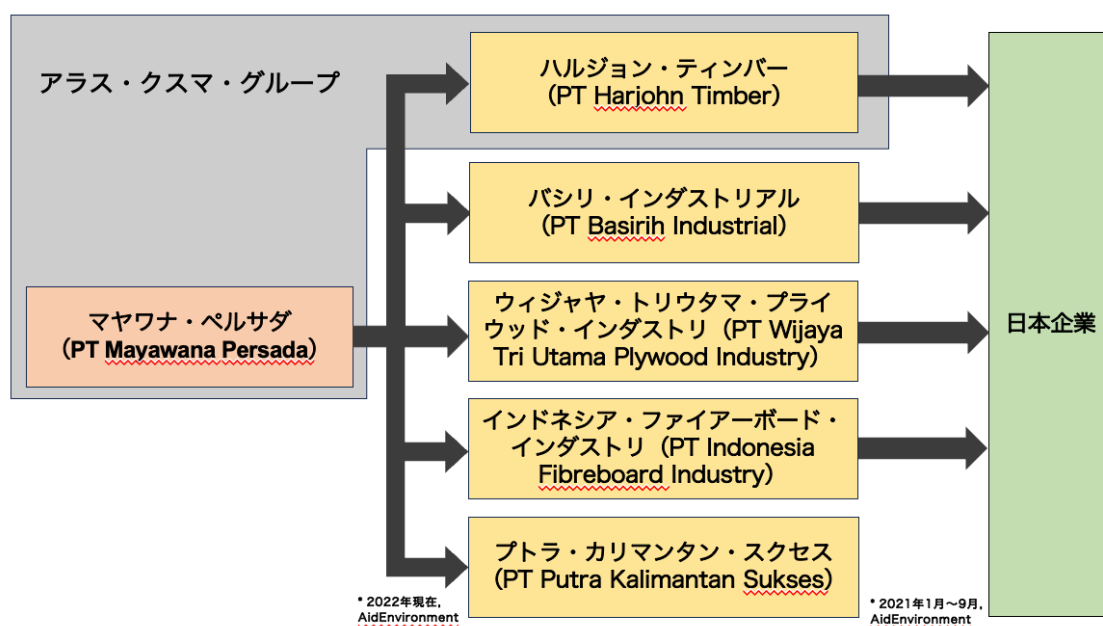 アラス・クスマ・グループ
ハルジョン・ティンバー
（PT Harjohn Timber）
バシリ・インダストリアル
（PT Basirih Industrial）
マヤワナ・ペルサダ
（PT Mayawana Persada）
ウィジャヤ・トリウタマ・プライ
ウッド・インダストリ（PT Wijaya
Tri Utama Plywood Industry）
インドネシア・ファイアーボード・
インダストリ（PT Indonesia
Fibreboard Industry）
プトラ・カリマンタン・スクセス
（PT Putra Kalimantan Sukses）
日本企業
* 2022年現在,
AidEnvironment
* 2021年1月〜9月,
AidEnvironment